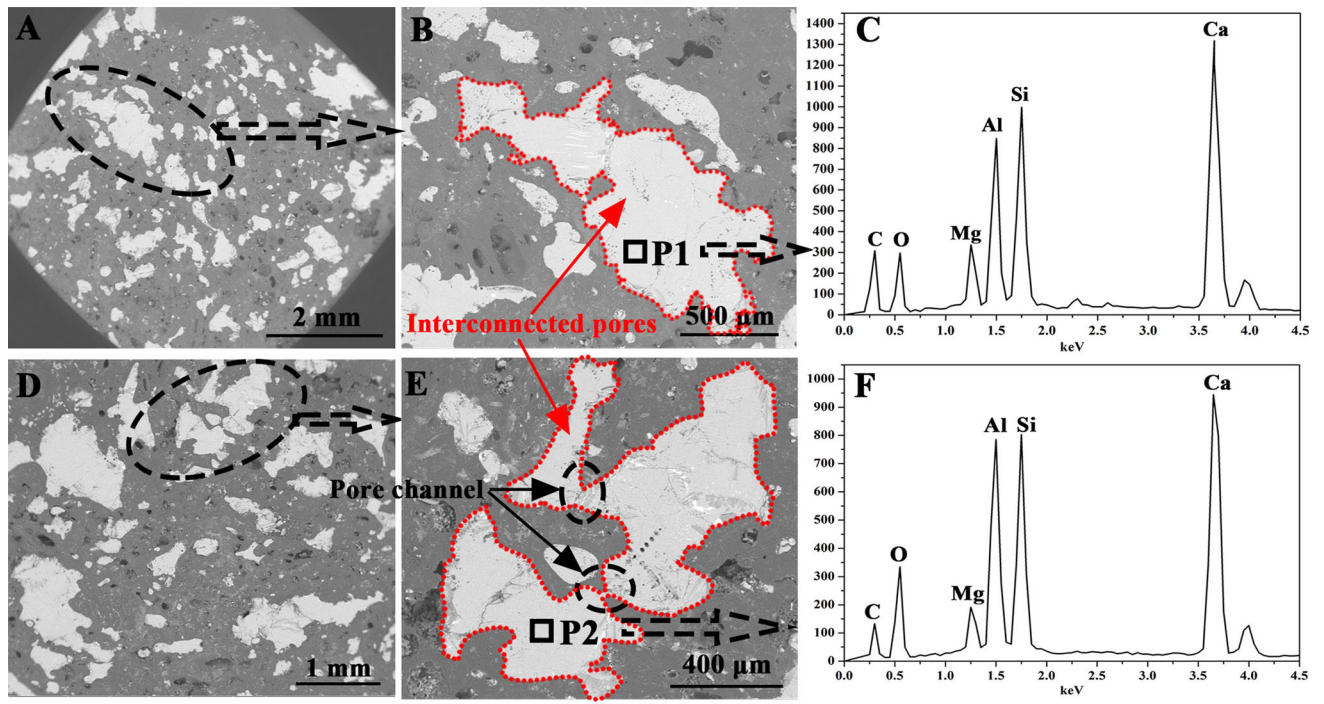 A
2 mm
B
P1
Interconnected pores
500 μm
C
1400
1300
1200
1100
1000
900
800
700
600
500
400
300
200
100
0
C
O
Mg
Al
Si
Ca
0.0 0.5 1.0 1.5 2.0 2.5 3.0 3.5 4.0 4.5
keV
D
1 mm
E
Pore channel
P2
400 μm
F
1000
900
800
700
600
500
400
300
200
100
0
C
O
Mg
Al
Si
Ca
0.0 0.5 1.0 1.5 2.0 2.5 3.0 3.5 4.0 4.5
keV